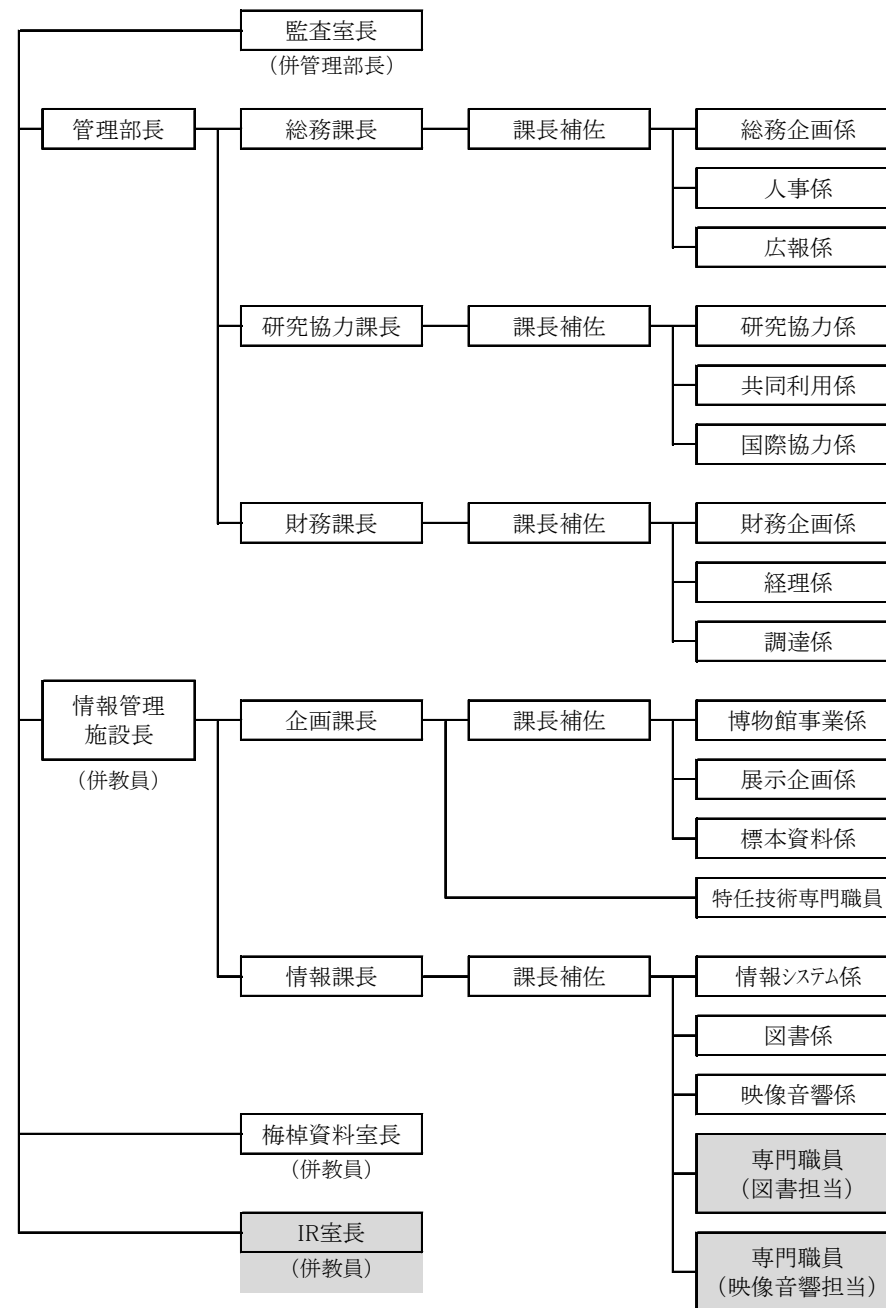 監査室長
（併管理部長）
管理部長
総務課長
課長補佐
総務企画係
人事係
広報係
研究協力課長
課長補佐
研究協力係
共同利用係
国際協力係
財務課長
課長補佐
財務企画係
経理係
調達係
情報管理
施設長
（併教員）
企画課長
課長補佐
博物館事業係
展示企画係
標本資料係
特任技術専門職員
情報課長
課長補佐
情報システム係
図書係
映像音響係
専門職員
（図書担当）
専門職員
（映像音響担当）
梅棹資料室長
（併教員）
IR室長
（併教員）